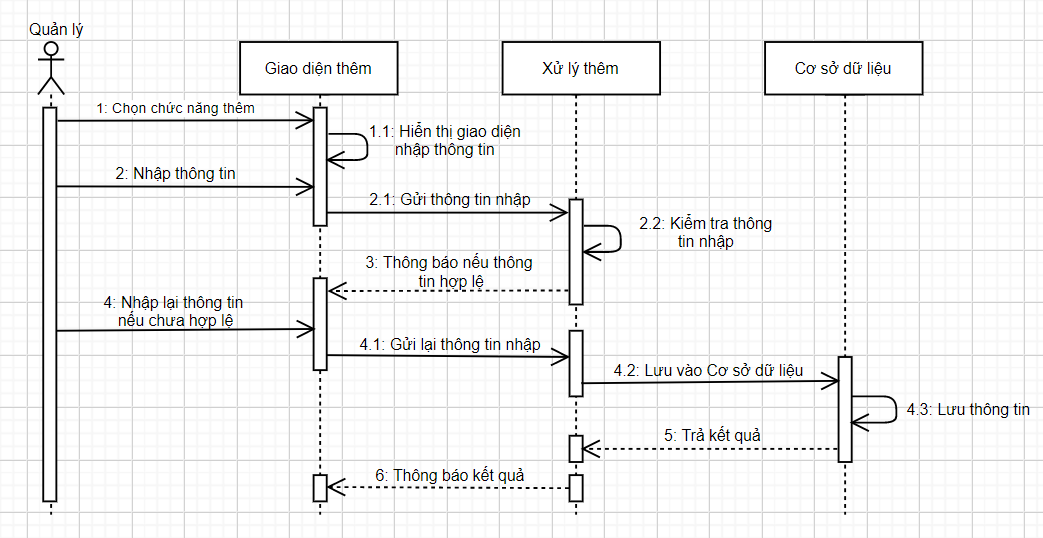 Quản lý
Giao diện thêm
Xử lý thêm
Cơ sở dữ liệu
1: Chọn chức năng thêm
1.1: Hiển thị giao diện
nhập thông tin
2: Nhập thông tin
2.1: Gửi thông tin nhập
2.2: Kiểm tra thông
tin nhập
3: Thông báo nếu thông
tin hợp lệ
4: Nhập lại thông tin
nếu chưa hợp lệ
4.1: Gửi lại thông tin nhập
4.2: Lưu vào Cơ sở dữ liệu
4.3: Lưu thông tin
5: Trả kết quả
6: Thông báo kết quả